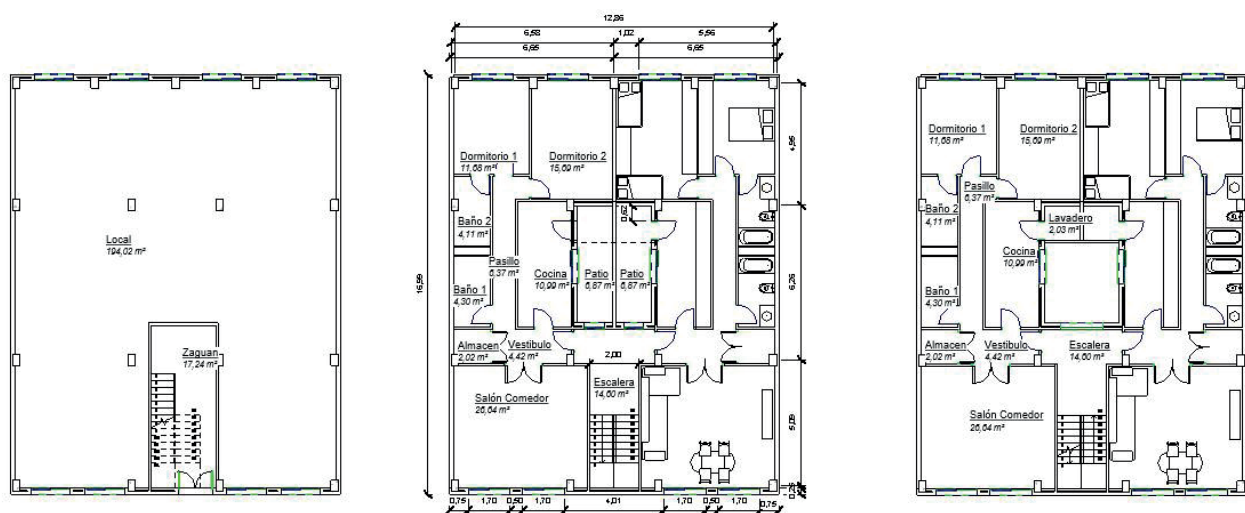 Local
194,02 m²
Zaguan
17,24 m²
12,86
6,58
1,02
5,56
6,65
6,65
16,99
Dormitorio 1
11,68 m²
Dormitorio 2
15,69 m²
4,95
Baño 2
4,11 m²
0,62
Pasillo
6,37 m²
Cocina
10,99 m²
Patio
6,87 m²
Patio
6,87 m²
6,26
Baño 1
4,30 m²
Almacen
2,02 m²
Vestibulo
4,42 m²
2,00
Escalera
14,60 m²
Salón Comedor
26,64 m²
5,09
0,75
1,70
0,50
1,70
4,01
1,70
0,50
1,70
0,75
Dormitorio 1
11,68 m²
Dormitorio 2
15,69 m²
Pasillo
6,37 m²
Baño 2
4,11 m²
Lavadero
2,03 m²
Cocina
10,99 m²
Baño 1
4,30 m²
Almacen
2,02 m²
Vestibulo
4,42 m²
Escalera
14,60 m²
Salón Comedor
26,64 m²